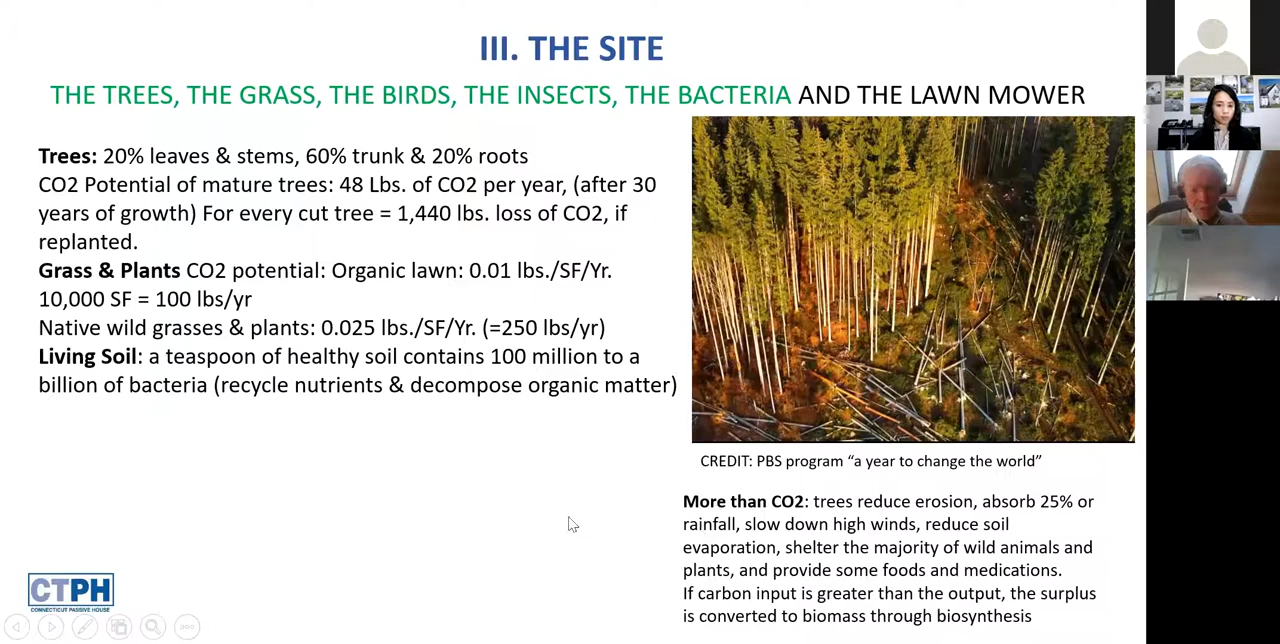 III. THE SITE
THE TREES, THE GRASS, THE BIRDS, THE INSECTS, THE BACTERIA AND THE LAWN MOWER
Trees: 20% leaves & stems, 60% trunk & 20% roots
CO2 Potential of mature trees: 48 Lbs. of CO2 per year, (after 30
years of growth) For every cut tree = 1,440 lbs. loss of CO2, if
replanted.
Grass & Plants CO2 potential: Organic lawn: 0.01 lbs./SF/Yr.
10,000 SF = 100 lbs/yr
Native wild grasses & plants: 0.025 lbs./SF/Yr. (=250 lbs/yr)
Living Soil: a teaspoon of healthy soil contains 100 million to a
billion of bacteria (recycle nutrients & decompose organic matter)
CREDIT: PBS program “a year to change the world”
More than CO2: trees reduce erosion, absorb 25% or
rainfall, slow down high winds, reduce soil
evaporation, shelter the majority of wild animals and
plants, and provide some foods and medications.
If carbon input is greater than the output, the surplus
is converted to biomass through biosynthesis
CTPH
CONNECTICUT PASSIVE HOUSE